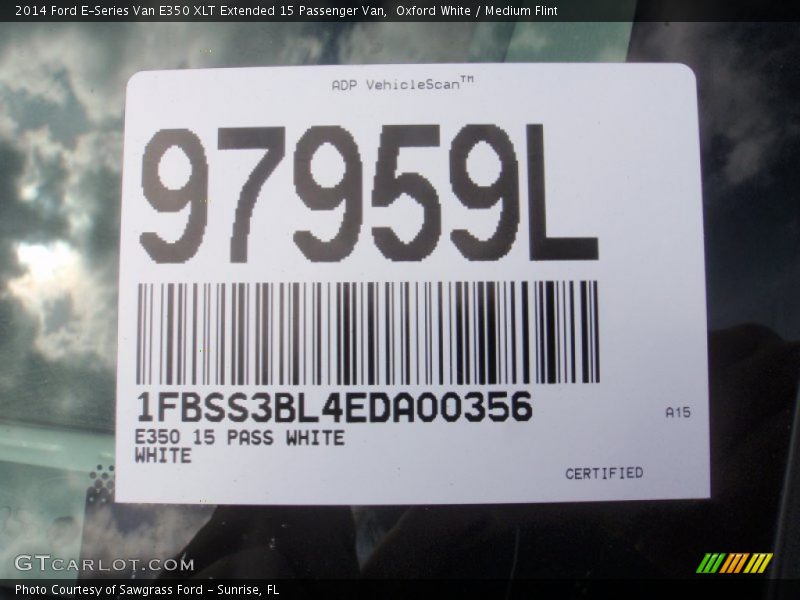 2014 Ford E-Series Van E350 XLT Extended 15 Passenger Van,  Oxford White / Medium Flint
ADP VehicleScan™
97959L
1FBSS3BL4EDA00356
E350 15 PASS WHITE
WHITE
A15
CERTIFIED
GTCARLOT.COM
Photo Courtesy of Sawgrass Ford - Sunrise, FL